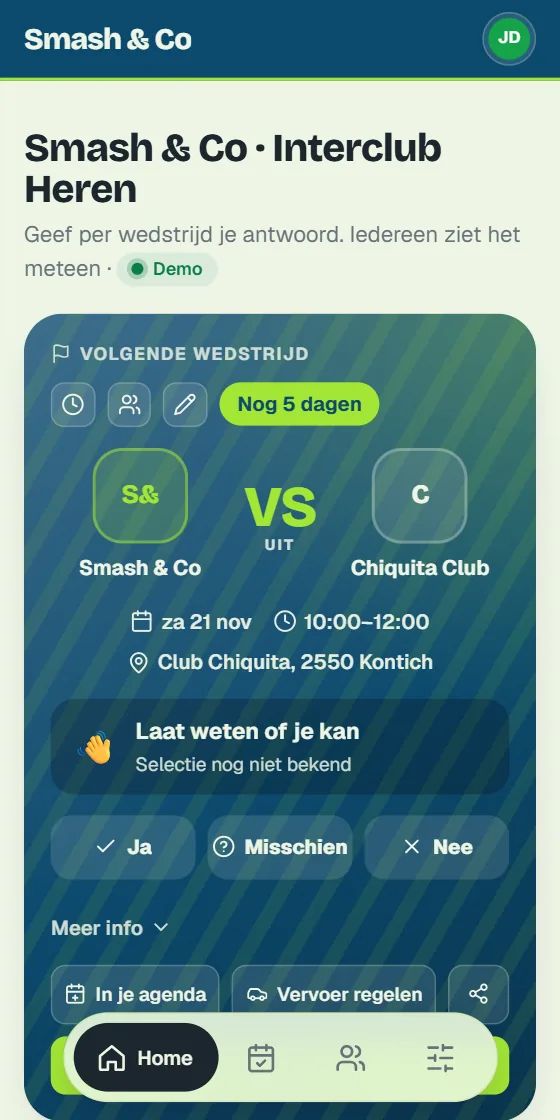 Smash & Co
JD
Smash & Co · Interclub
Heren
Geef per wedstrijd je antwoord. Iedereen ziet het
meteen · Demo
VOLGENDE WEDSTRIJD
Nog 5 dagen
S& VS C
UIT
Smash & Co Chiquita Club
za 21 nov 10:00–12:00
Club Chiquita, 2550 Kontich
Laat weten of je kan
Selectie nog niet bekend
Ja Misschien Nee
Meer info
In je agenda Vervoer regelen
Home